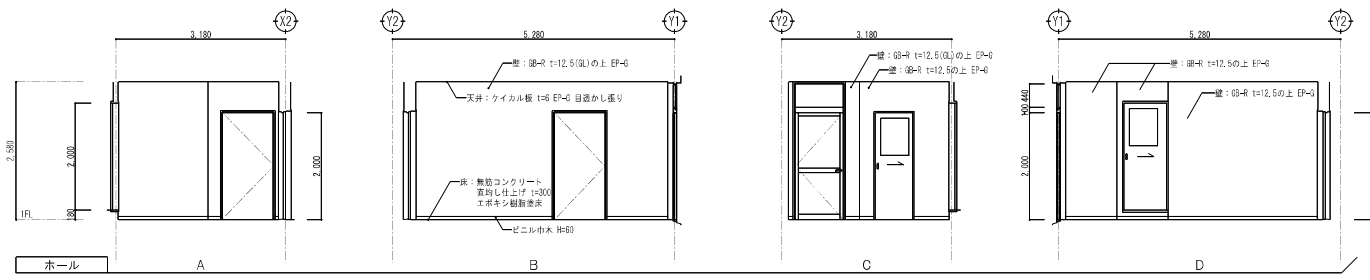 X2
3,180
Y2
Y1
5,280
Y2
3,180
Y1
Y2
5,280
壁：GB-R t=12.5(GL)の上 EP-G
天井：ケイカル板 t=6 EP-G 目透かし張り
壁：GB-R t=12.5(GL)の上 EP-G
壁：GB-R t=12.5の上 EP-G
壁：GB-R t=12.5の上 EP-G
壁：GB-R t=12.5の上 EP-G
2,580
2,000
180
2,000
1FL
床：無筋コンクリート
直均し仕上げ t=300
エポキシ樹脂塗床
ビニル巾木 H=60
440
100
2,000
ホール
A
B
C
D